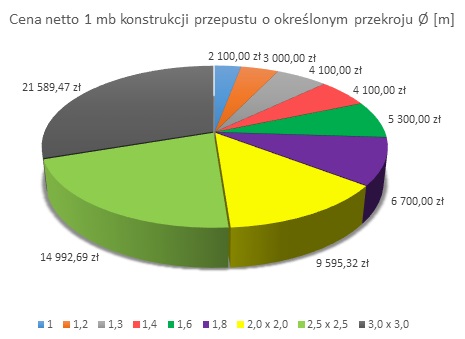 Cena netto 1 mb konstrukcji przepustu o określonym przekroju Ø [m]
2 100,00 zł
3 000,00 zł
4 100,00 zł
4 100,00 zł
5 300,00 zł
6 700,00 zł
9 595,32 zł
14 992,69 zł
21 589,47 zł
1 1,2 1,3 1,4 1,6 1,8 2,0 x 2,0 2,5 x 2,5 3,0 x 3,0